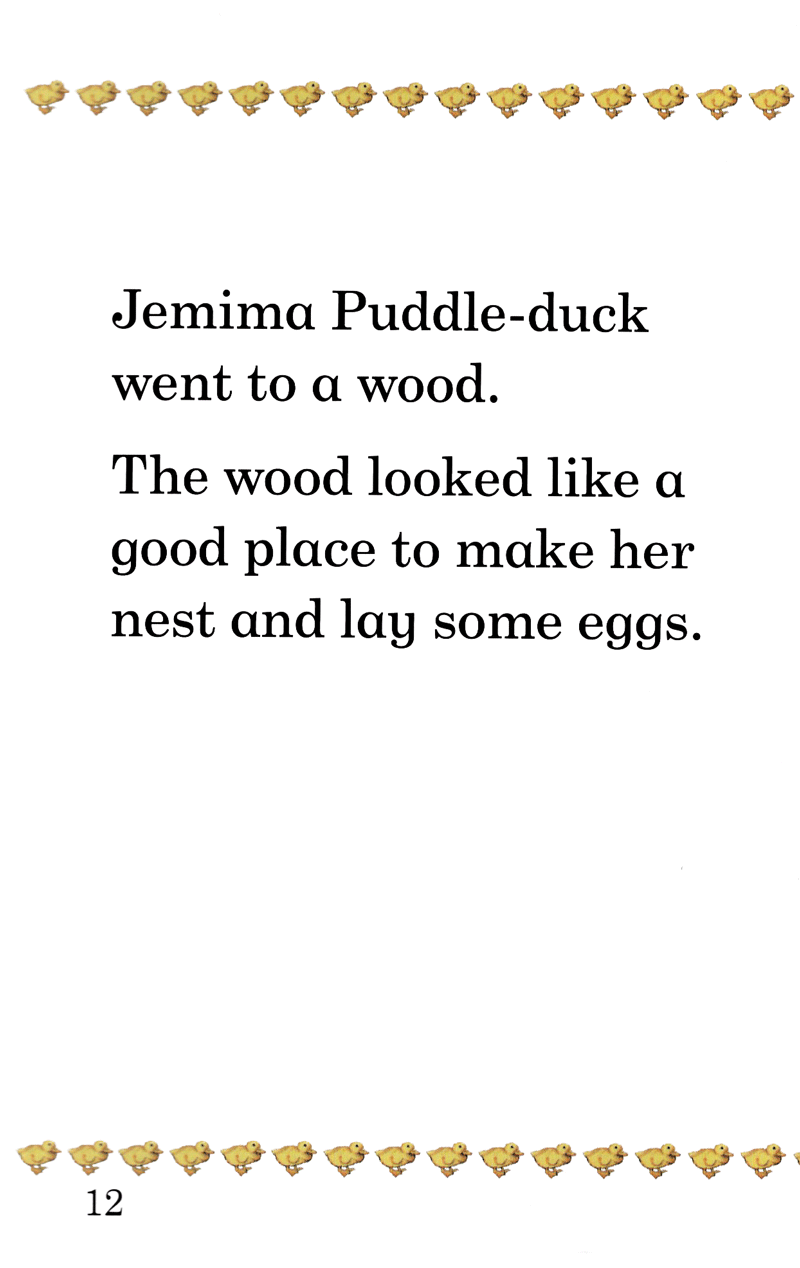 Jemima Puddle-duck
went to a wood.
The wood looked like a
good place to make her
nest and lay some eggs.
12